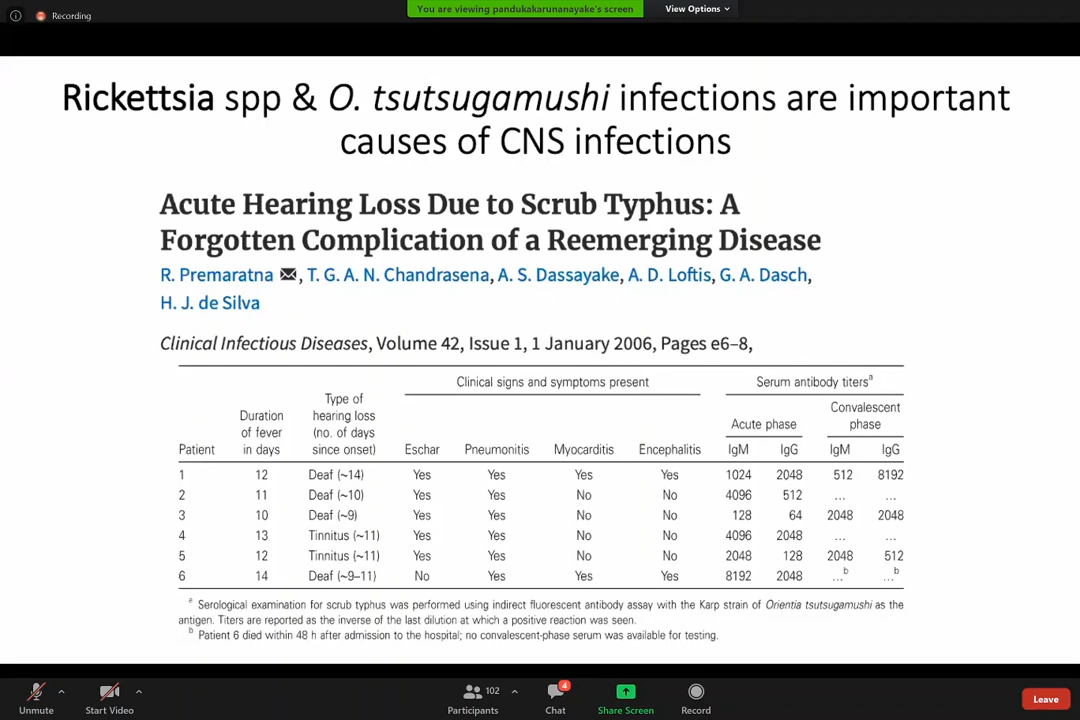 Recording
You are viewing pandukakarunanayake's screen
View Options
Rickettsia spp & O. tsutsugamushi infections are important
causes of CNS infections
Acute Hearing Loss Due to Scrub Typhus: A
Forgotten Complication of a Reemerging Disease
R. Premaratna , T. G. A. N. Chandrasena, A. S. Dassayake, A. D. Loftis, G. A. Dasch,
H. J. de Silva
Clinical Infectious Diseases, Volume 42, Issue 1, 1 January 2006, Pages e6–8,
Clinical signs and symptoms present Serum antibody titers a
Type of
hearing loss
(no. of days
since onset)
Duration
of fever
in days
Convalescent
phase
Acute phase
Patient Eschar Pneumonitis Myocarditis Encephalitis IgM IgG IgM IgG
1 12 Deaf (~14) Yes Yes Yes Yes 1024 2048 512 8192
2 11 Deaf (~10) Yes Yes No No 4096 512 ... ...
3 10 Deaf (~9) Yes Yes No No 128 64 2048 2048
4 13 Tinnitus (~11) Yes Yes No No 4096 2048 ... ...
5 12 Tinnitus (~11) Yes Yes No No 2048 128 2048 512
6 14 Deaf (~9–11) No Yes Yes Yes 8192 2048 ...b ...b
a Serological examination for scrub typhus was performed using indirect fluorescent antibody assay with the Karp strain of Orientia tsutsugamushi as the
antigen. Titers are reported as the inverse of the last dilution at which a positive reaction was seen.
b Patient 6 died within 48 h after admission to the hospital; no convalescent-phase serum was available for testing.
102
4
Unmute Start Video Participants Chat Share Screen Record Leave